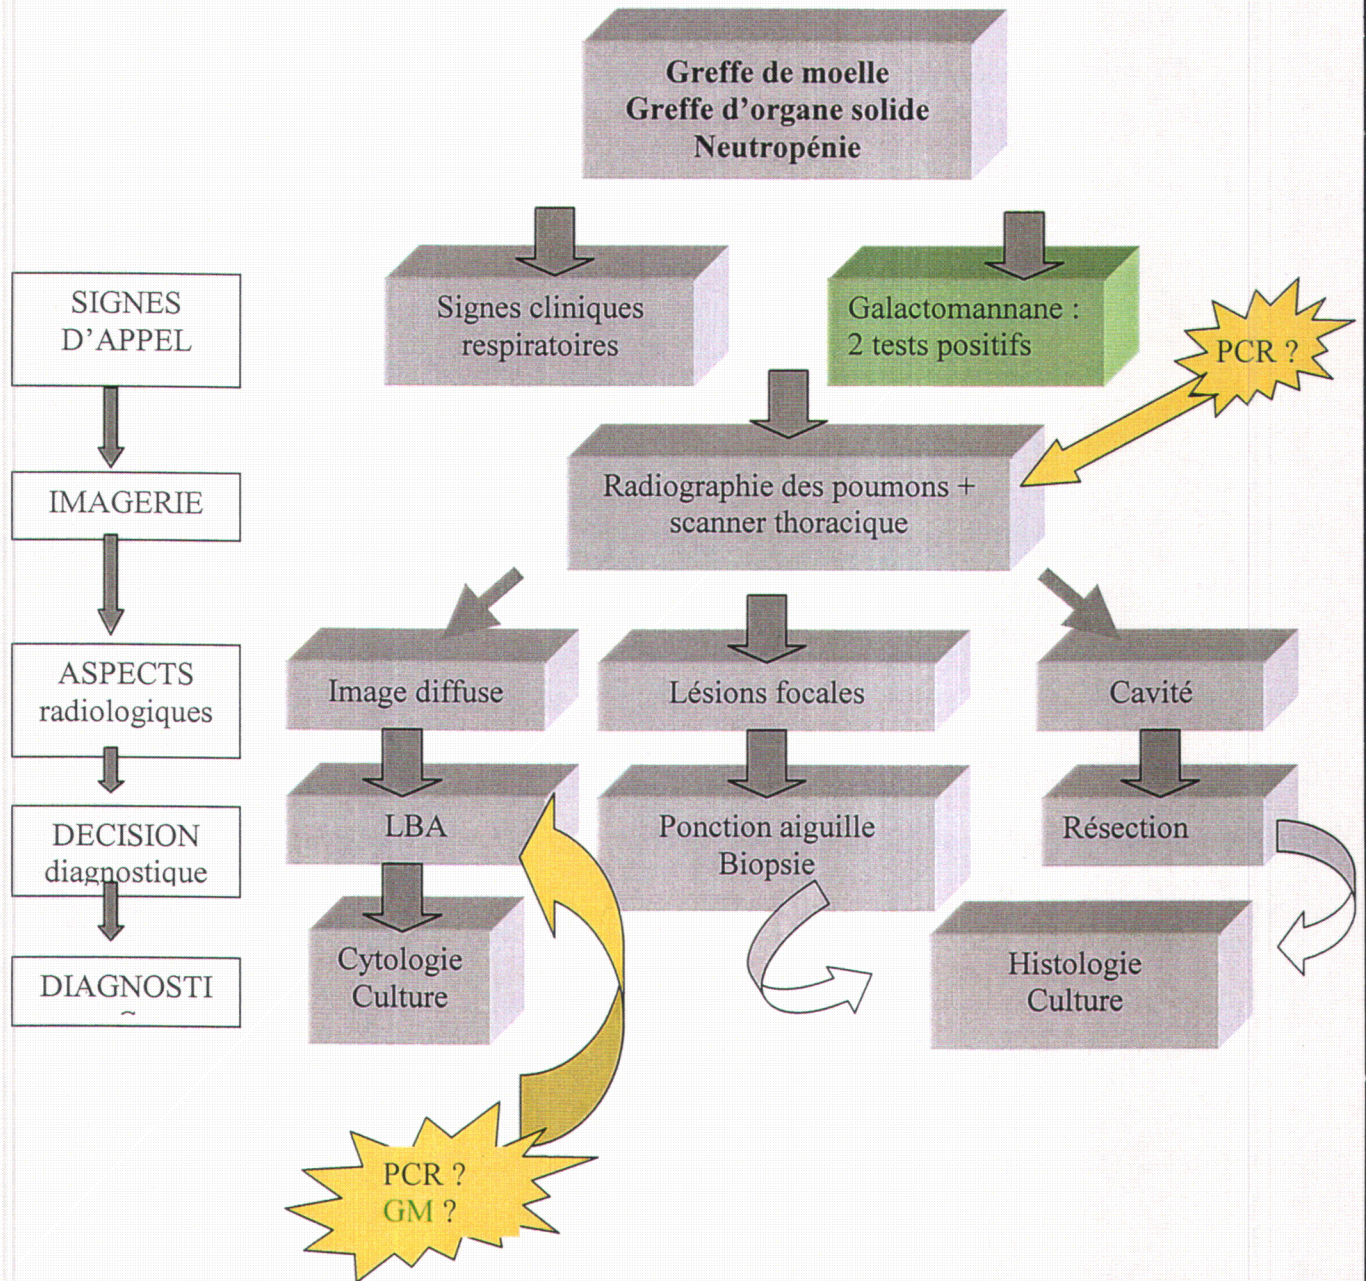 Greffe de moelle
Greffe d'organe solide
Neutropénie
SIGNES
D'APPEL
Signes cliniques
respiratoires
Galactomannane :
2 tests positifs
PCR ?
IMAGERIE
Radiographie des poumons +
scanner thoracique
ASPECTS
radiologiques
Image diffuse
Lésions focales
Cavité
DECISION
diagnostique
LBA
Ponction aiguille
Biopsie
Résection
DIAGNOSTI
Cytologie
Culture
Histologie
Culture
PCR ?
GM ?